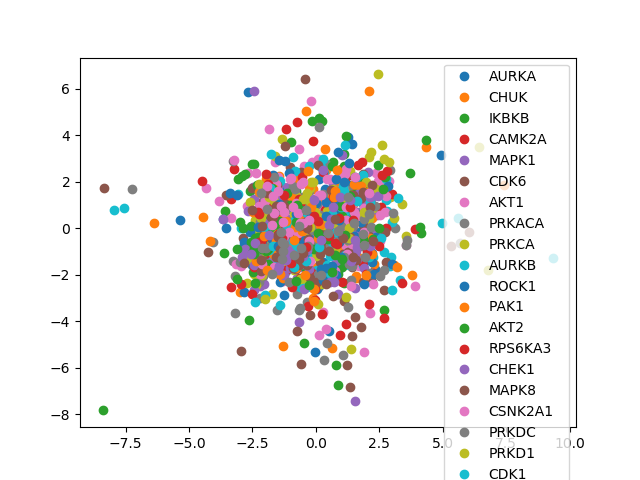 6
4
2
0
−2
−4
−6
−8
−7.5
−5.0
−2.5
0.0
2.5
5.0
7.5
10.0
AURKA
CHUK
IKBKB
CAMK2A
MAPK1
CDK6
AKT1
PRKACA
PRKCA
AURKB
ROCK1
PAK1
AKT2
RPS6KA3
CHEK1
MAPK8
CSNK2A1
PRKDC
PRKD1
CDK1